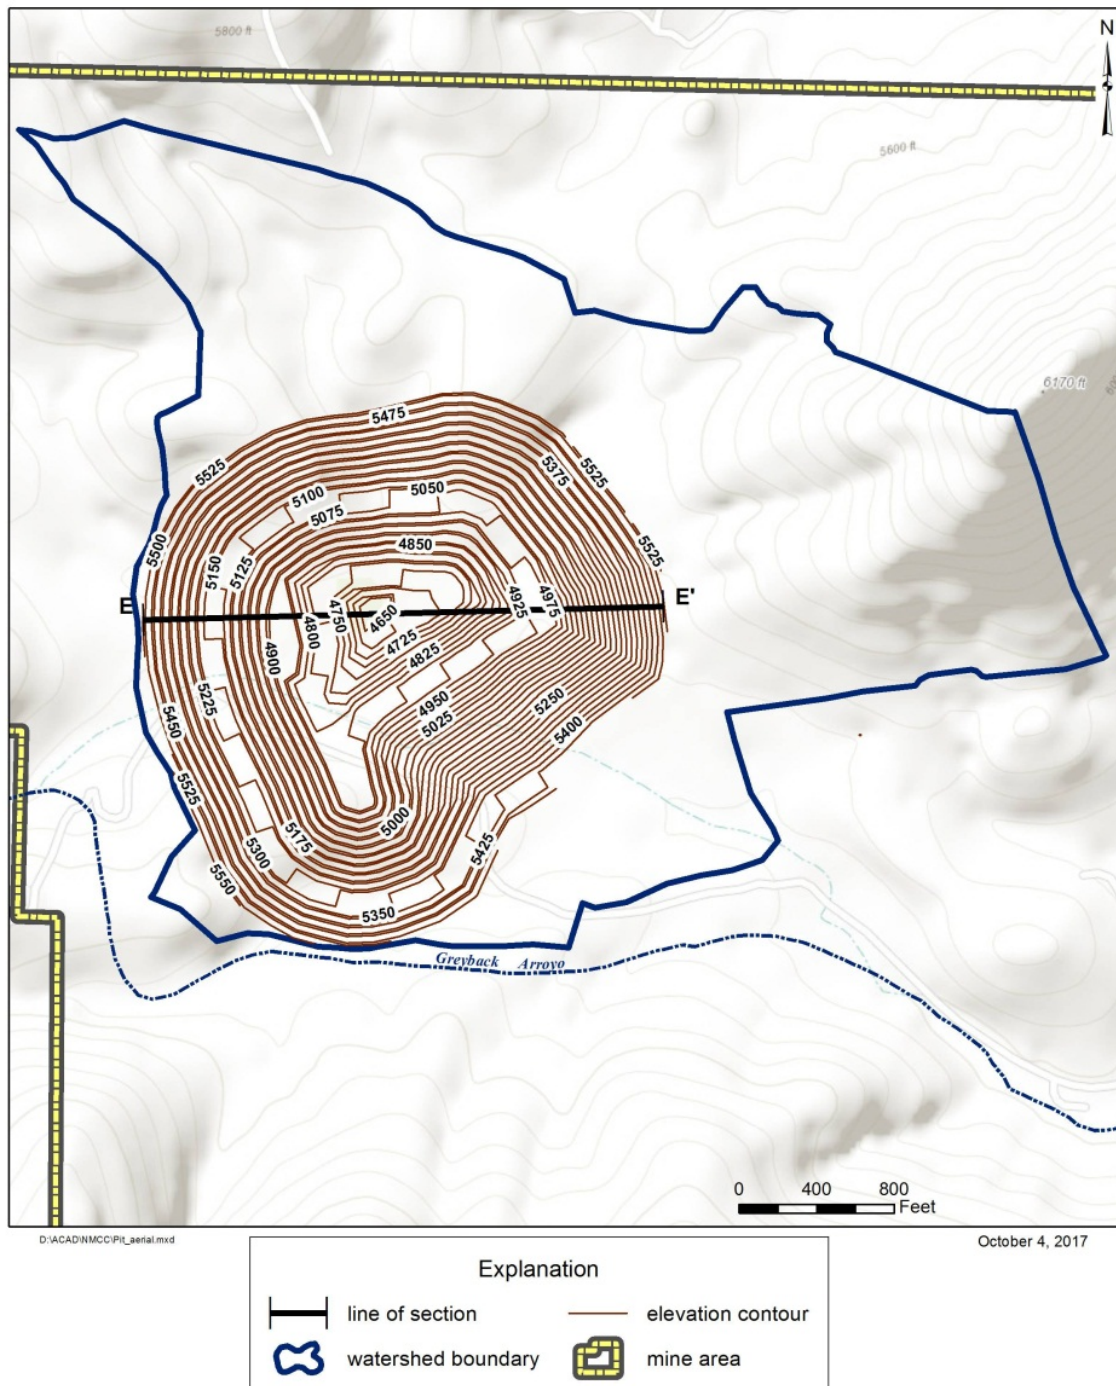 5800 ft
N
5600 ft
6170 ft
5475
5525
5375
5525
5100
5050
5075
5500
4850
5525
5150
5125
E
E'
4925
4975
4750
4650
4800
4725
4900
4825
5225
4950
5250
5025
5450
5400
5525
5000
5175
5425
5300
5550
5350
Greyback Arroyo
0 400 800
Feet
D:\ACAD\NMCC\Pit_aerial.mxd
October 4, 2017
Explanation
line of section
elevation contour
watershed boundary
mine area